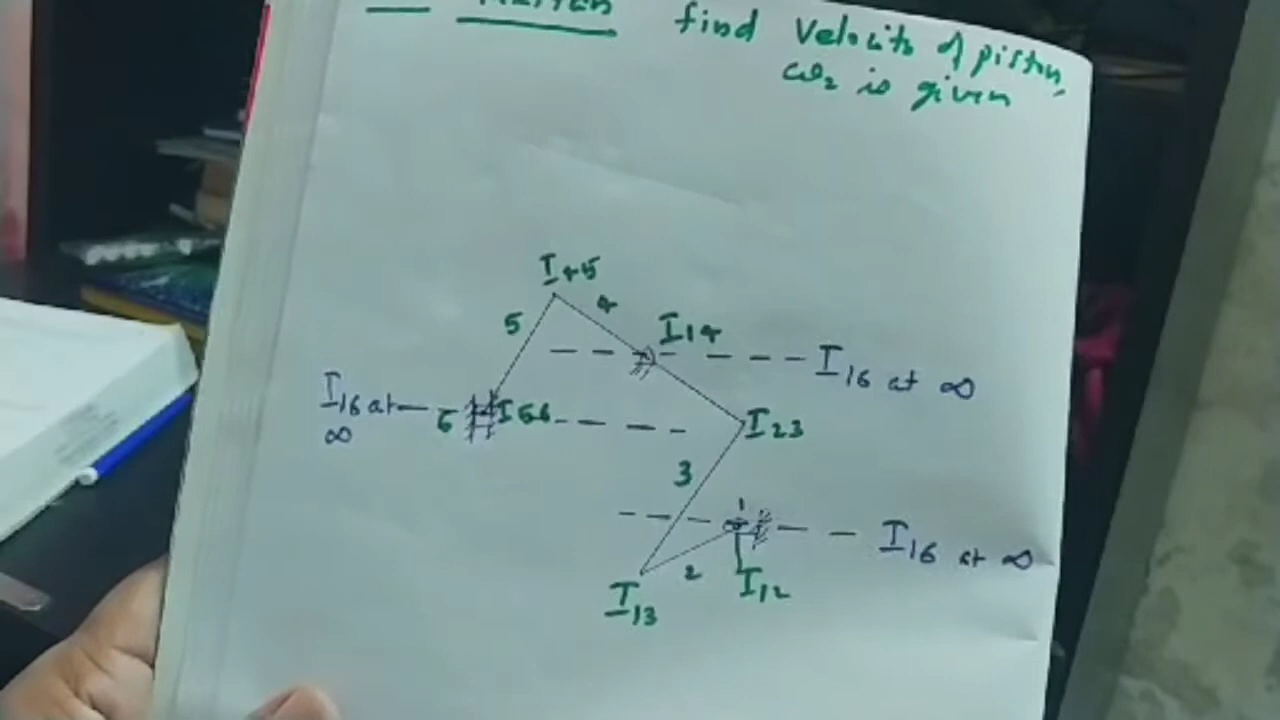 find Velocity of piston,
ω₂ is given
I45
4
5
I14
I16 at ∞
I16 at
∞
6
I56
I23
3
1
I16 at ∞
2
I12
I13